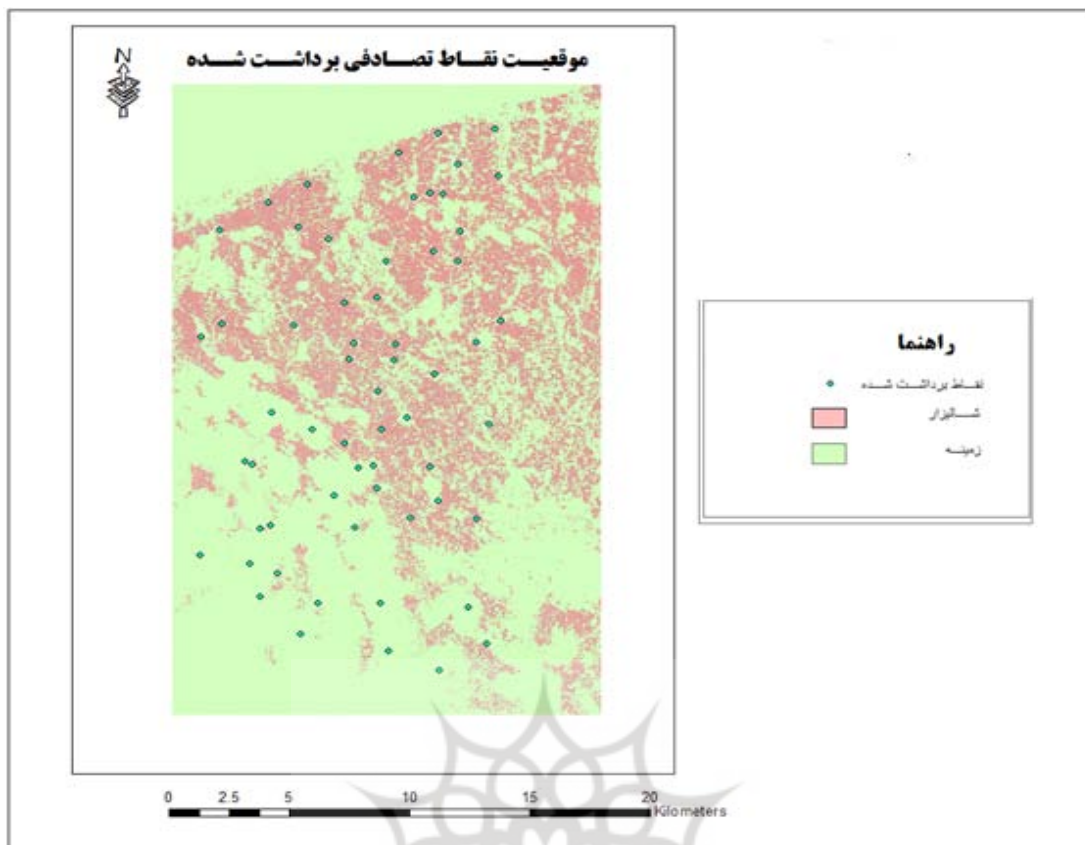 N
موقعیت نقاط تصادفی برداشت شده
راهنما
نقاط برداشت شده
شالیزار
زمینه
0 2.5 5 10 15 20
Kilometers